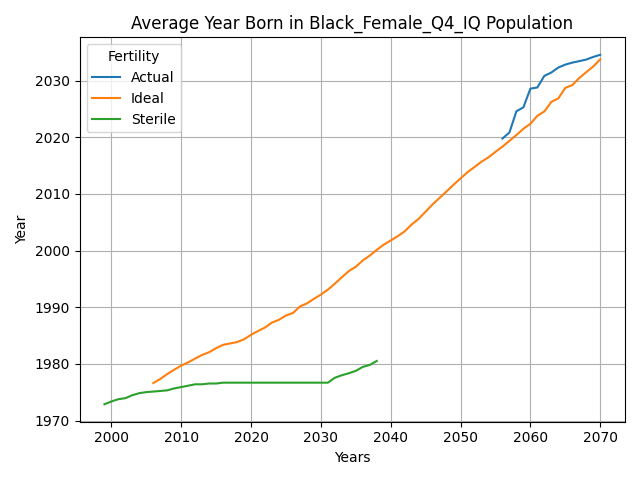 Average Year Born in Black_Female_Q4_IQ Population
Fertility
Actual
Ideal
Sterile
2030
2020
2010
2000
1990
1980
1970
Year
2000 2010 2020 2030 2040 2050 2060 2070
Years